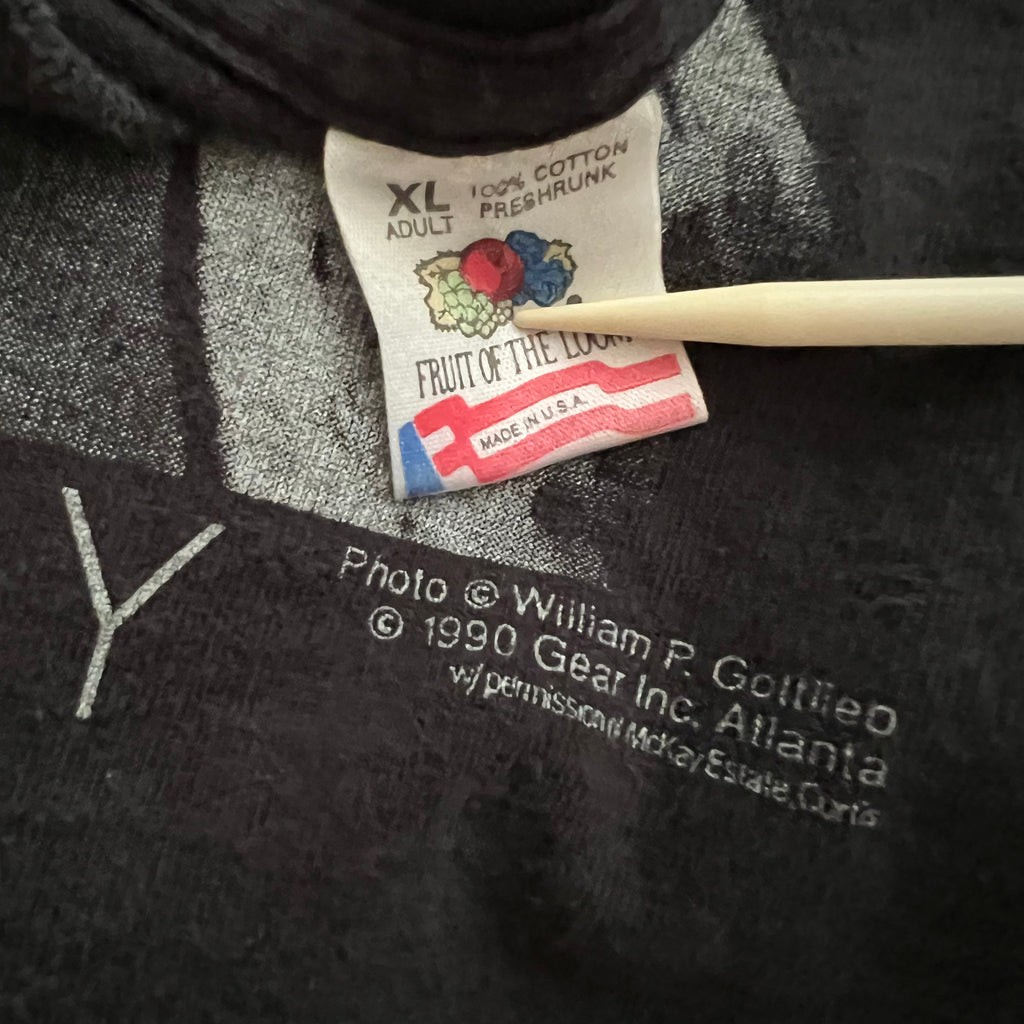 XL
ADULT
100% COTTON
PRESHRUNK
FRUIT OF THE LOOM
MADE IN U.S.A.
Y
Photo © William P. Gottlieb
© 1990 Gear Inc. Atlanta
w/ permission McKay Estate,